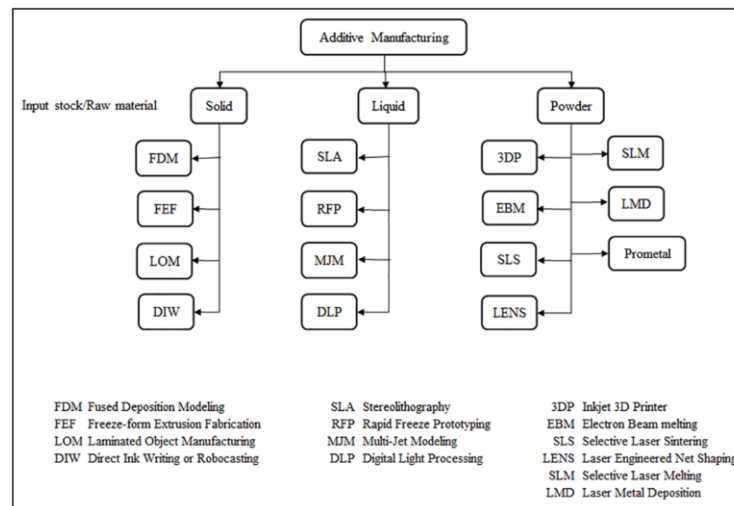 Additive Manufacturing
Input stock/Raw material
Solid
Liquid
Powder
FDM
SLA
3DP
SLM
FEF
RFP
EBM
LMD
LOM
MJM
SLS
Prometal
DIW
DLP
LENS
FDM Fused Deposition Modeling
FEF Freeze-form Extrusion Fabrication
LOM Laminated Object Manufacturing
DIW Direct Ink Writing or Robocasting
SLA Stereolithography
RFP Rapid Freeze Prototyping
MJM Multi-Jet Modeling
DLP Digital Light Processing
3DP Inkjet 3D Printer
EBM Electron Beam melting
SLS Selective Laser Sintering
LENS Laser Engineered Net Shaping
SLM Selective Laser Melting
LMD Laser Metal Deposition